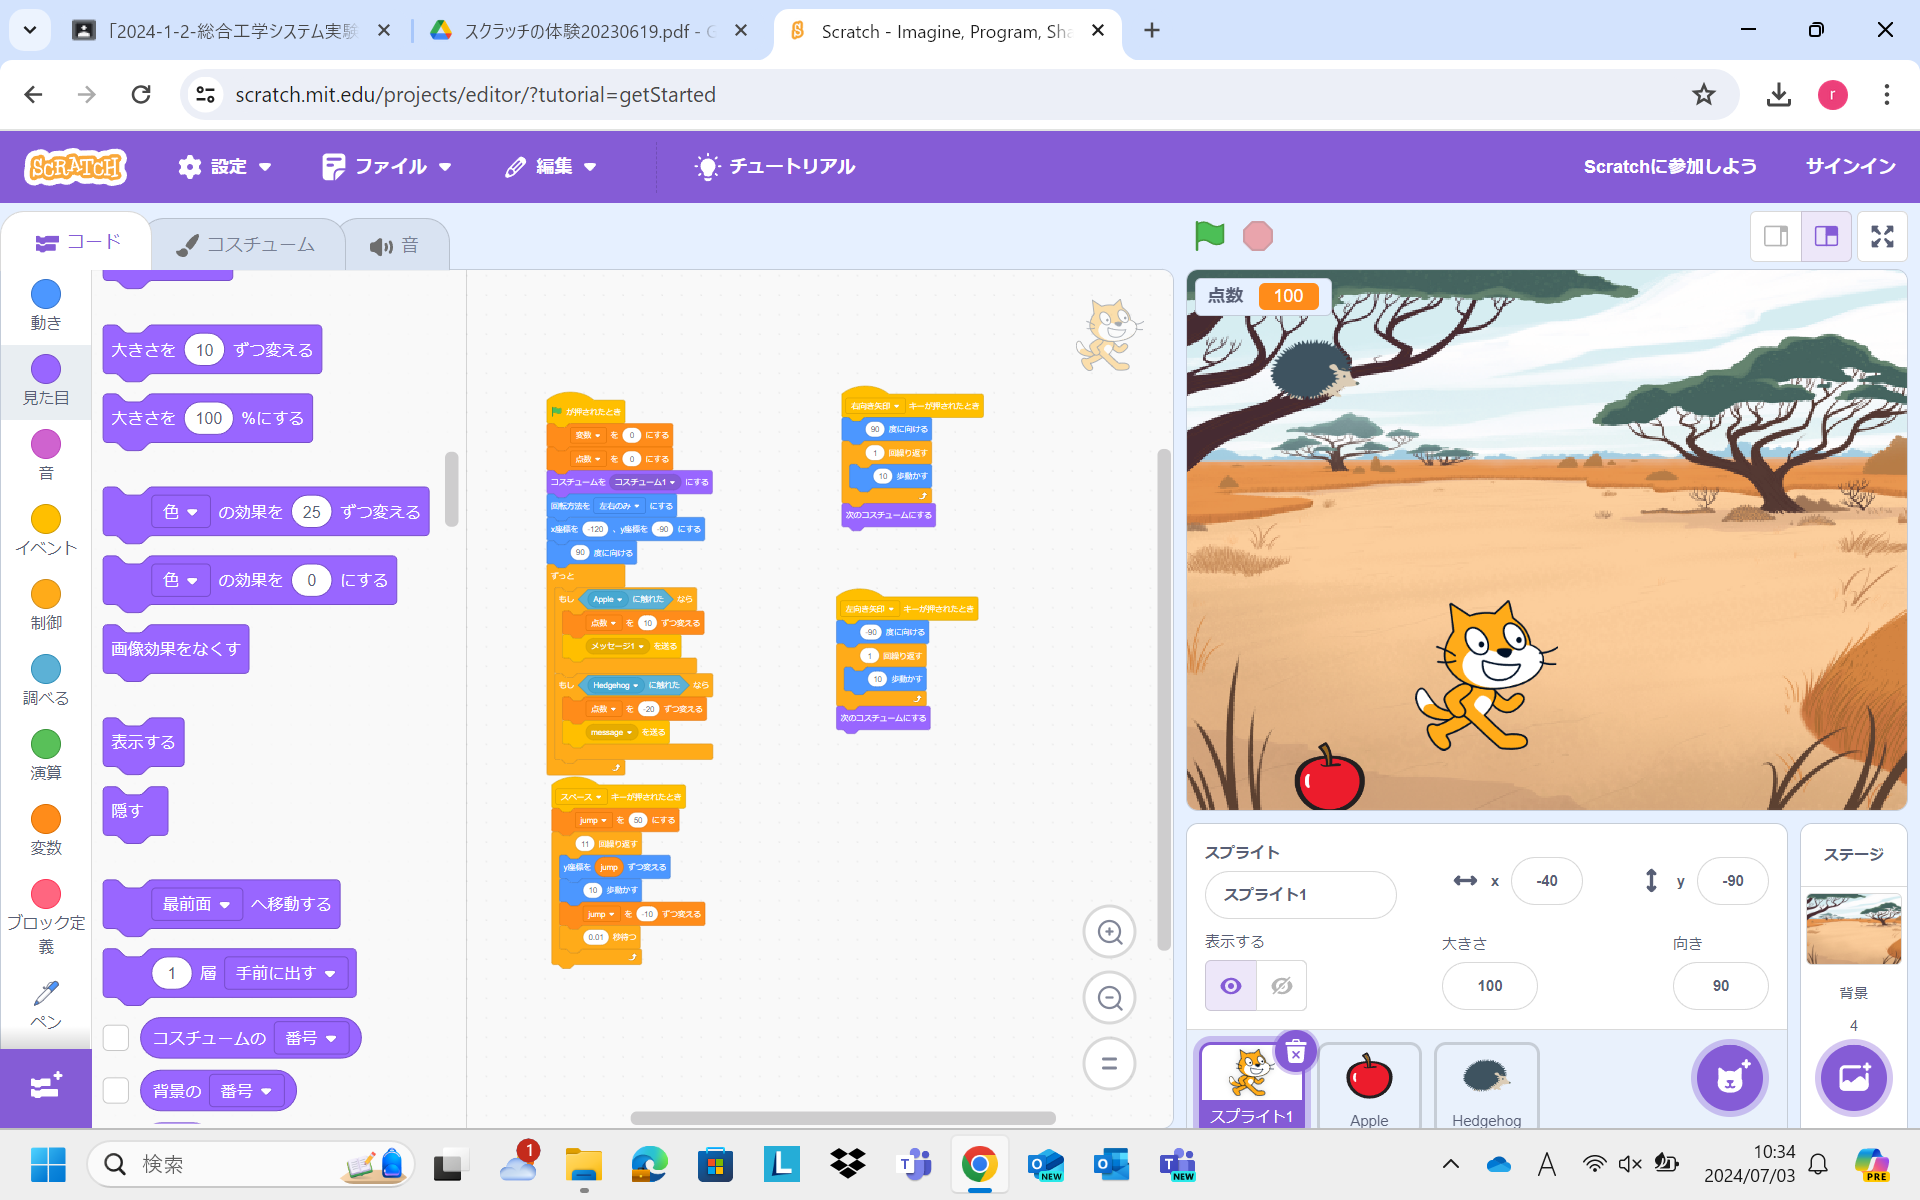 「2024-1-2-総合工学システム実験
スクラッチの体験20230619.pdf - G
Scratch - Imagine, Program, Sha
scratch.mit.edu/projects/editor/?tutorial=getStarted
r
SCRATCH
設定
ファイル
編集
チュートリアル
Scratchに参加しよう
サインイン
コード
コスチューム
音
動き
見た目
音
イベント
制御
調べる
演算
変数
ブロック定
義
ペン
大きさを 10 ずつ変える
大きさを 100 %にする
色 の効果を 25 ずつ変える
色 の効果を 0 にする
画像効果をなくす
表示する
隠す
最前面 へ移動する
1 層 手前に出す
コスチュームの 番号
背景の 番号
が押されたとき
変数 を 0 にする
点数 を 0 にする
コスチュームを コスチューム1 にする
回転方法を 左右のみ にする
x座標を -120 、y座標を -90 にする
90 度に向ける
ずっと
もし Apple に触れた なら
点数 を 10 ずつ変える
メッセージ1 を送る
もし Hedgehog に触れた なら
点数 を -20 ずつ変える
message を送る
スペース キーが押されたとき
jump を 50 にする
11 回繰り返す
y座標を jump ずつ変える
10 歩動かす
jump を -10 ずつ変える
0.01 秒待つ
右向き矢印 キーが押されたとき
90 度に向ける
1 回繰り返す
10 歩動かす
次のコスチュームにする
左向き矢印 キーが押されたとき
-90 度に向ける
1 回繰り返す
10 歩動かす
次のコスチュームにする
点数 100
スプライト
スプライト1
x -40
y -90
表示する
大きさ 100
向き 90
スプライト1
Apple
Hedgehog
ステージ
背景
4
検索
1
L
T
NEW
O
NEW
A
10:34
2024/07/03
PRE